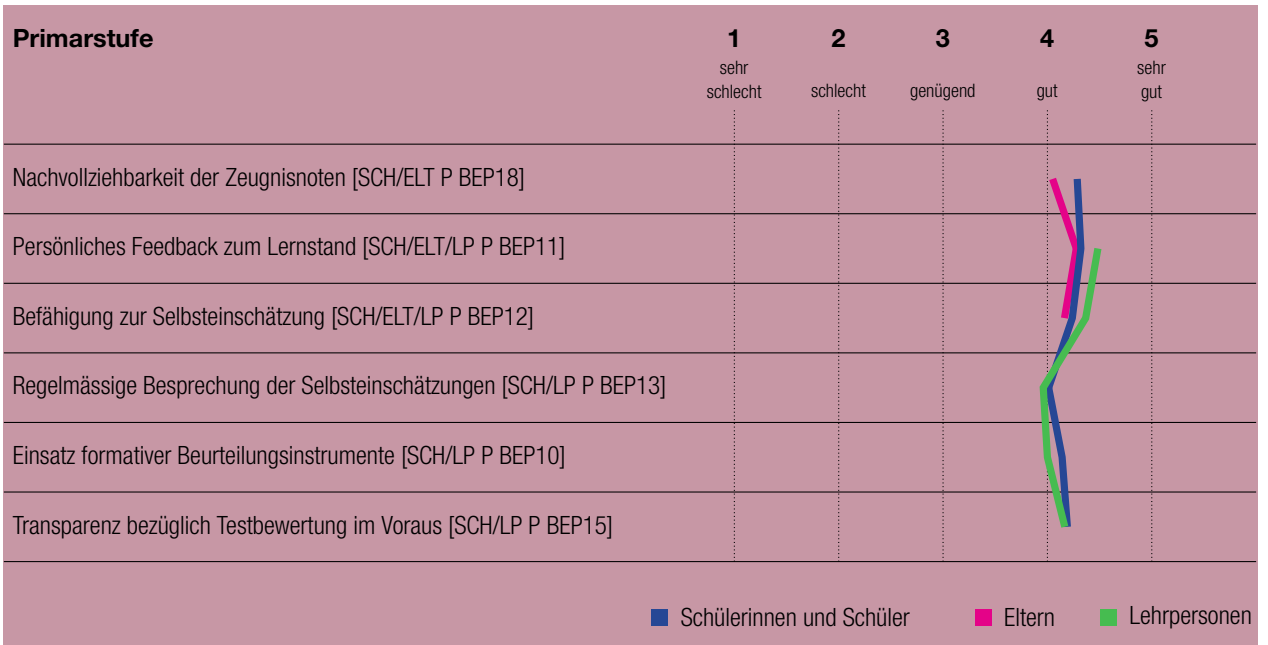 Primarstufe 1 2 3 4 5
sehr schlecht schlecht genügend gut sehr gut
Nachvollziehbarkeit der Zeugnisnoten [SCH/ELT P BEP18]
Persönliches Feedback zum Lernstand [SCH/ELT/LP P BEP11]
Befähigung zur Selbsteinschätzung [SCH/ELT/LP P BEP12]
Regelmässige Besprechung der Selbsteinschätzungen [SCH/LP P BEP13]
Einsatz formativer Beurteilungsinstrumente [SCH/LP P BEP10]
Transparenz bezüglich Testbewertung im Voraus [SCH/LP P BEP15]
Schülerinnen und Schüler Eltern Lehrpersonen